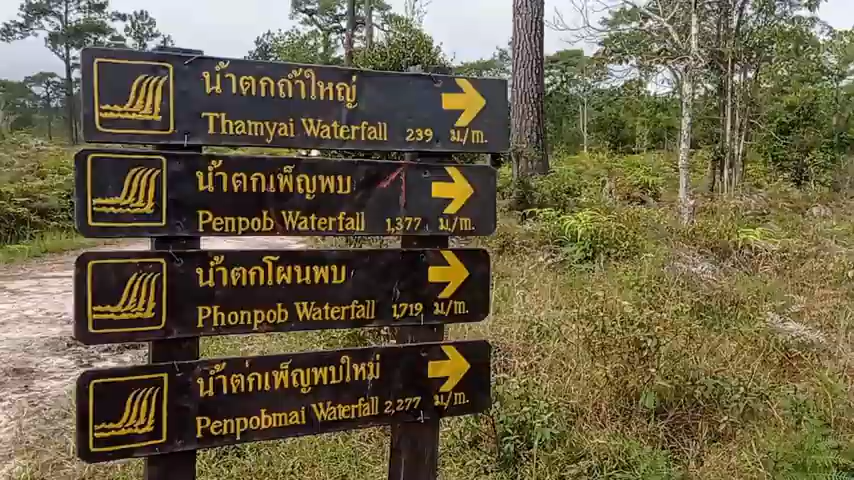 น้ำตกถ้ำใหญ่
Thamyai Waterfall 239 ม./m.
น้ำตกเพ็ญพบ
Penpob Waterfall 1,377 ม./m.
น้ำตกโผนพบ
Phonpob Waterfall 1,719 ม./m.
น้ำตกเพ็ญพบใหม่
Penpobmai Waterfall 2,277 ม./m.